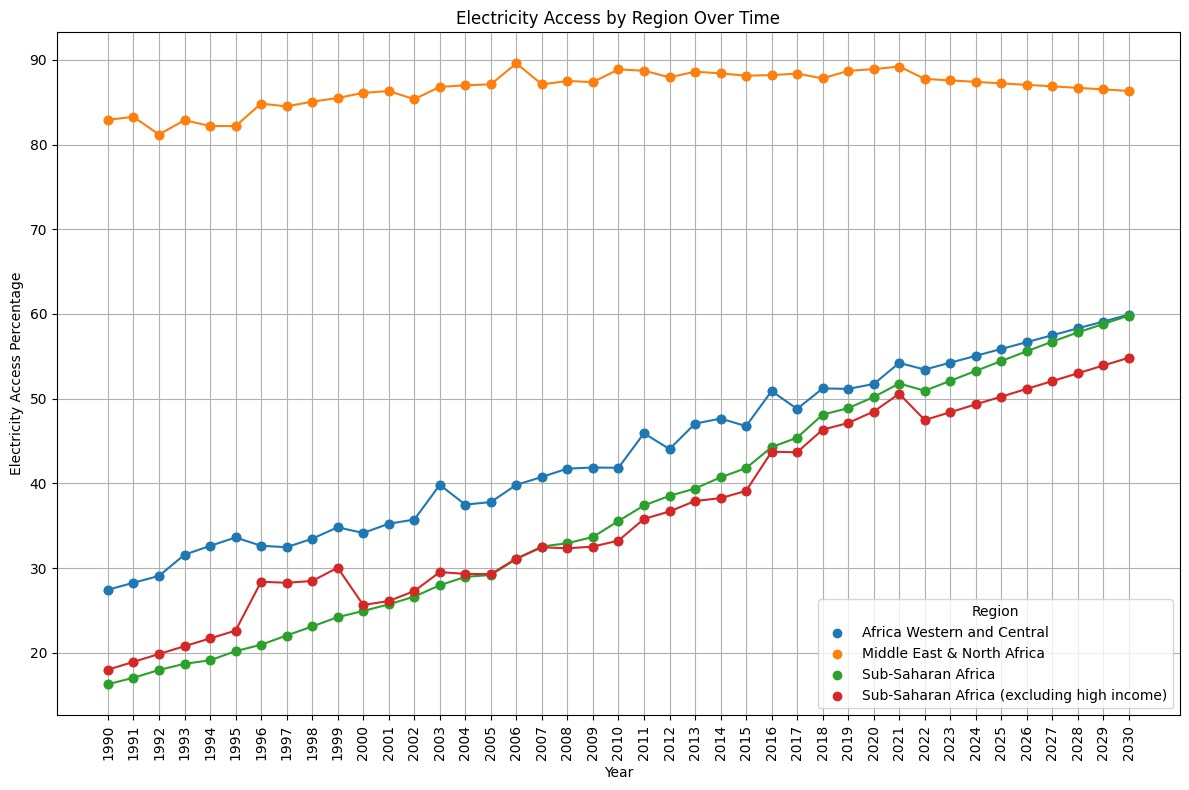 Electricity Access by Region Over Time
Electricity Access Percentage
90
80
70
60
50
40
30
20
Region
Africa Western and Central
Middle East & North Africa
Sub-Saharan Africa
Sub-Saharan Africa (excluding high income)
1990 1991 1992 1993 1994 1995 1996 1997 1998 1999 2000 2001 2002 2003 2004 2005 2006 2007 2008 2009 2010 2011 2012 2013 2014 2015 2016 2017 2018 2019 2020 2021 2022 2023 2024 2025 2026 2027 2028 2029 2030
Year